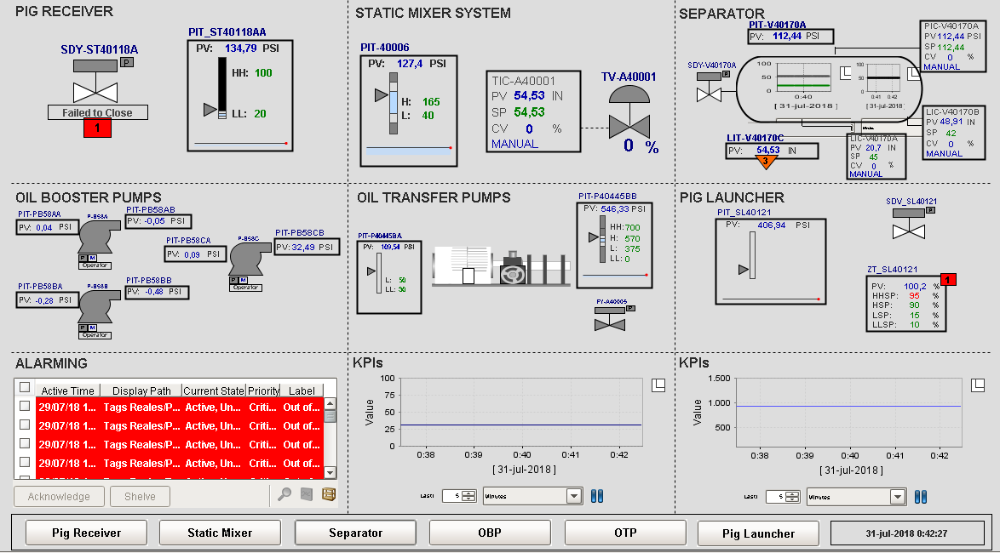 PIG RECEIVER
SDY-ST40118A
P
Failed to Close
1
PIT_ST40118AA
PV: 134,79 PSI
HH: 100
LL: 20
STATIC MIXER SYSTEM
PIT-40006
PV: 127,4 PSI
H: 165
L: 40
TIC-A40001
PV 54,53 IN
SP 54,53
CV 0 %
MANUAL
TV-A40001
0 %
SEPARATOR
PIT-V40170A
PV: 112,44 PSI
PIC-V40170A
PV 112,44 PSI
SP 112,44
CV 0 %
MANUAL
SDY-V40170A
P
100
50
0
0:40
[ 31-jul-2018 ]
100
50
0
0:41 0:42
[ 31-jul-2018 ]
LIC-V40170B
PV 48,91 IN
SP 42
CV 0 %
MANUAL
LIT-V40170C
PV: 54,53 IN
3
LIC-V40170A
PV 20,7 IN
SP 45
CV 0 %
MANUAL
OIL BOOSTER PUMPS
PIT-PB58AA
PV: 0,04 PSI
P-B58A
P M
Operator
PIT-PB58AB
PV: -0,05 PSI
PIT-PB58CA
PV: 0,09 PSI
P-B58C
P M
Operator
PIT-PB58CB
PV: 32,49 PSI
PIT-PB58BA
PV: -0,28 PSI
P-B58B
P M
Operator
PIT-PB58BB
PV: -0,48 PSI
OIL TRANSFER PUMPS
PIT-P40445BA
PV: 109,54 PSI
L: 50
LL: 30
PIT-P40445BB
PV: 546,33 PSI
HH: 700
H: 570
L: 375
LL: 0
FY-A40005
P
PIG LAUNCHER
PIT_SL40121
PV: 406,94 PSI
SDV_SL40121
P
ZT_SL40121
1
PV: 100,2 %
HHSP: 95 %
HSP: 90 %
LSP: 15 %
LLSP: 10 %
ALARMING
Active Time Display Path Current State Priority Label
29/07/18 1... Tags Reales/P... Active, Un... Criti... Out of...
29/07/18 1... Tags Reales/P... Active, Un... Criti... Out of...
29/07/18 1... Tags Reales/P... Active, Un... Criti... Out of...
29/07/18 1... Tags Reales/P... Active, Un... Criti... Out of...
Acknowledge Shelve
KPIs
Value
100
75
50
25
0
0:38 0:39 0:40 0:41 0:42
[ 31-jul-2018 ]
Last: 5 Minutes
KPIs
Value
1.500
1.000
500
0:38 0:39 0:40 0:41 0:42
[ 31-jul-2018 ]
Last: 5 Minutes
Pig Receiver Static Mixer Separator OBP OTP Pig Launcher 31-jul-2018 0:42:27